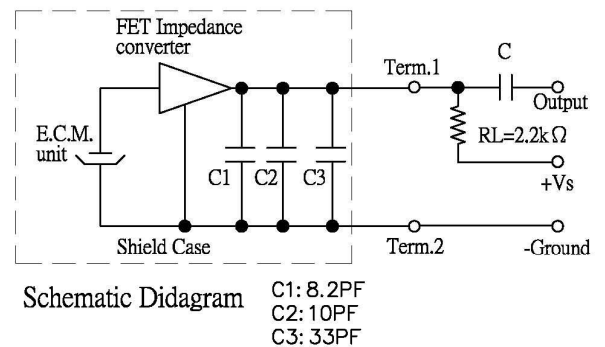 FET Impedance
converter
Term.1
C
Output
E.C.M.
unit
RL=2.2kΩ
C1
C2
C3
+Vs
Shield Case
Term.2
-Ground
Schematic Didagram
C1: 8.2PF
C2: 10PF
C3: 33PF